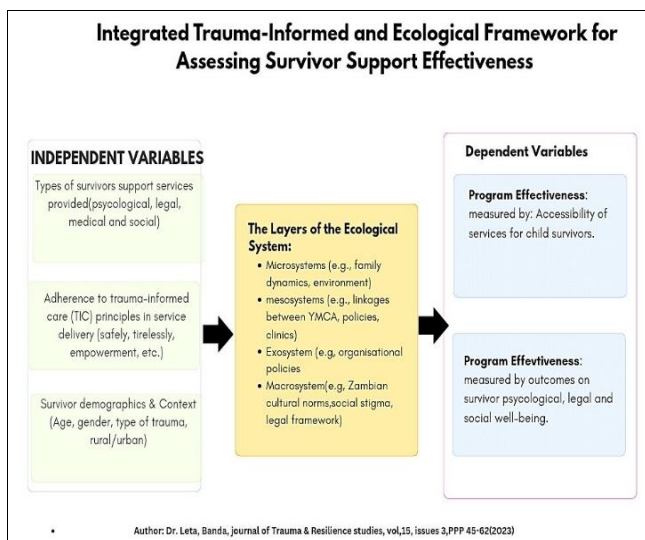 Integrated Trauma-Informed and Ecological Framework for
Assessing Survivor Support Effectiveness
INDEPENDENT VARIABLES
Types of survivors support services
provided(psycological, legal,
medical and social)
Adherence to trauma-informed
care (TIC) principles in service
delivery (safely, tirelessly,
empowerment, etc.)
Survivor demographics & Context
(Age, gender, type of trauma,
rural/urban)
The Layers of the Ecological
System:
• Microsystems (e.g., family
dynamics, environment)
• mesosystems (e.g., linkages
between YMCA, policies,
clinics)
• Exosystem (e.g, organisational
policies
• Macrosystem(e.g, Zambian
cultural norms,social stigma,
legal framework)
Dependent Variables
Program Effectiveness:
measured by: Accessibility of
services for child survivors.
Program Effevtiveness:
measured by outcomes on
survivor psycological, legal and
social well-being.
• Author: Dr. Leta, Banda, journal of Trauma & Resilience studies, vol,15, issues 3,PPP 45-62(2023)